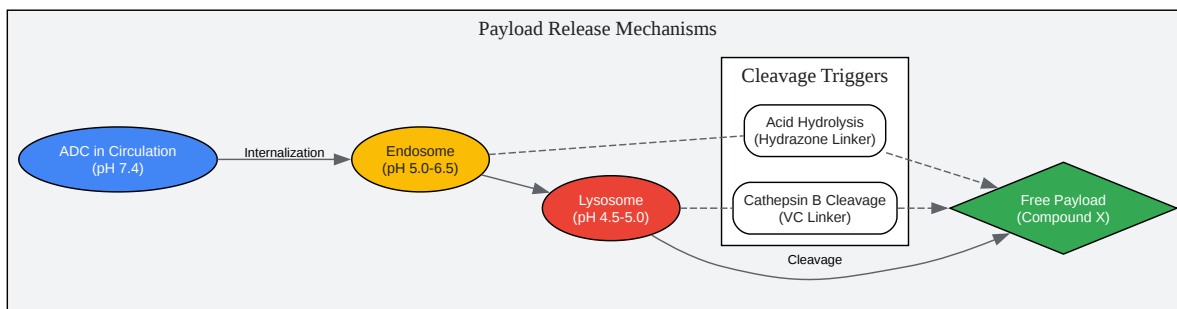 Payload Release Mechanisms
Cleavage Triggers
ADC in Circulation
(pH 7.4)
Internalization
Endosome
(pH 5.0-6.5)
Acid Hydrolysis
(Hydrazone Linker)
Lysosome
(pH 4.5-5.0)
Cathepsin B Cleavage
(VC Linker)
Free Payload
(Compound X)
Cleavage